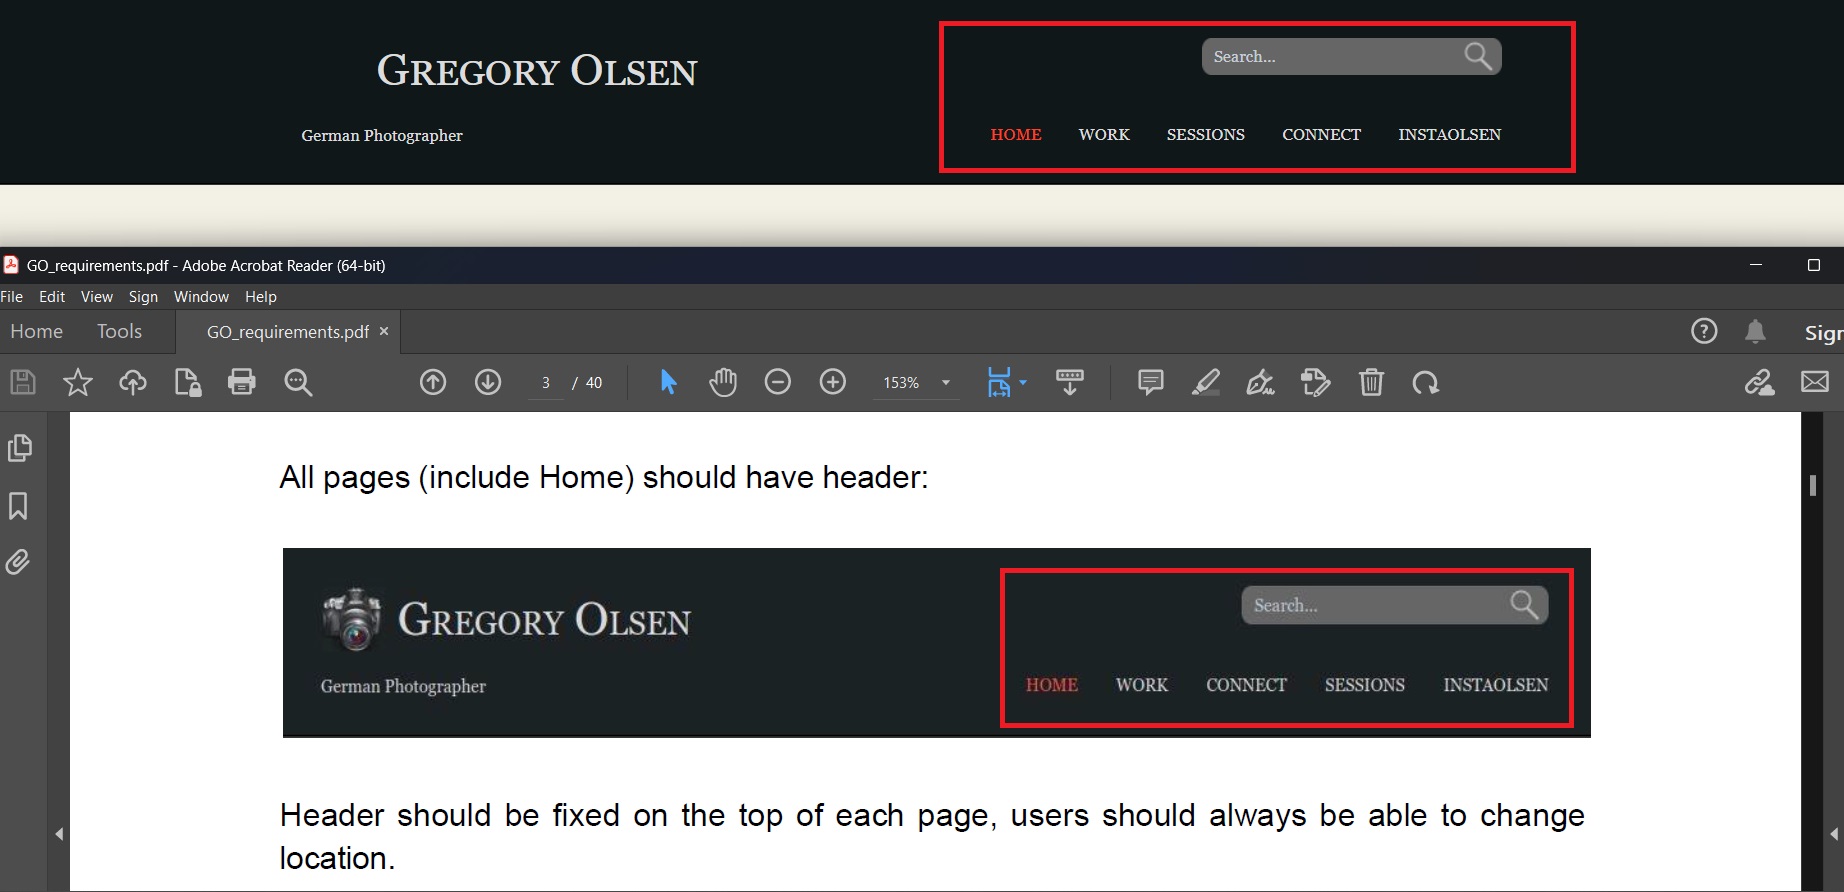 GREGORY OLSEN
Search...
German Photographer
HOME WORK SESSIONS CONNECT INSTAOLSEN
GO_requirements.pdf - Adobe Acrobat Reader (64-bit)
File Edit View Sign Window Help
Home Tools GO_requirements.pdf × ? Sign
3 / 40 153%
All pages (include Home) should have header:
GREGORY OLSEN
Search...
German Photographer
HOME WORK CONNECT SESSIONS INSTAOLSEN
Header should be fixed on the top of each page, users should always be able to change
location.